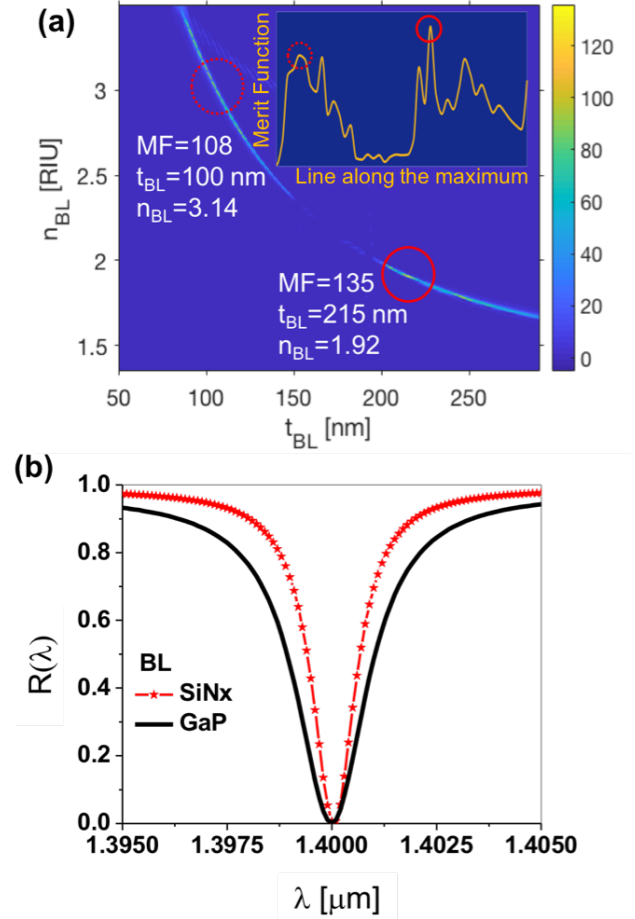 (a)
Merit Function
Line along the maximum
MF=108
t_BL=100 nm
n_BL=3.14
MF=135
t_BL=215 nm
n_BL=1.92
n_BL [RIU]
3
2.5
2
1.5
50 100 150 200 250
t_BL [nm]
120
100
80
60
40
20
0
(b)
R(λ)
1.0
0.8
0.6
0.4
0.2
0.0
BL
SiNx
GaP
1.3950 1.3975 1.4000 1.4025 1.4050
λ [μm]